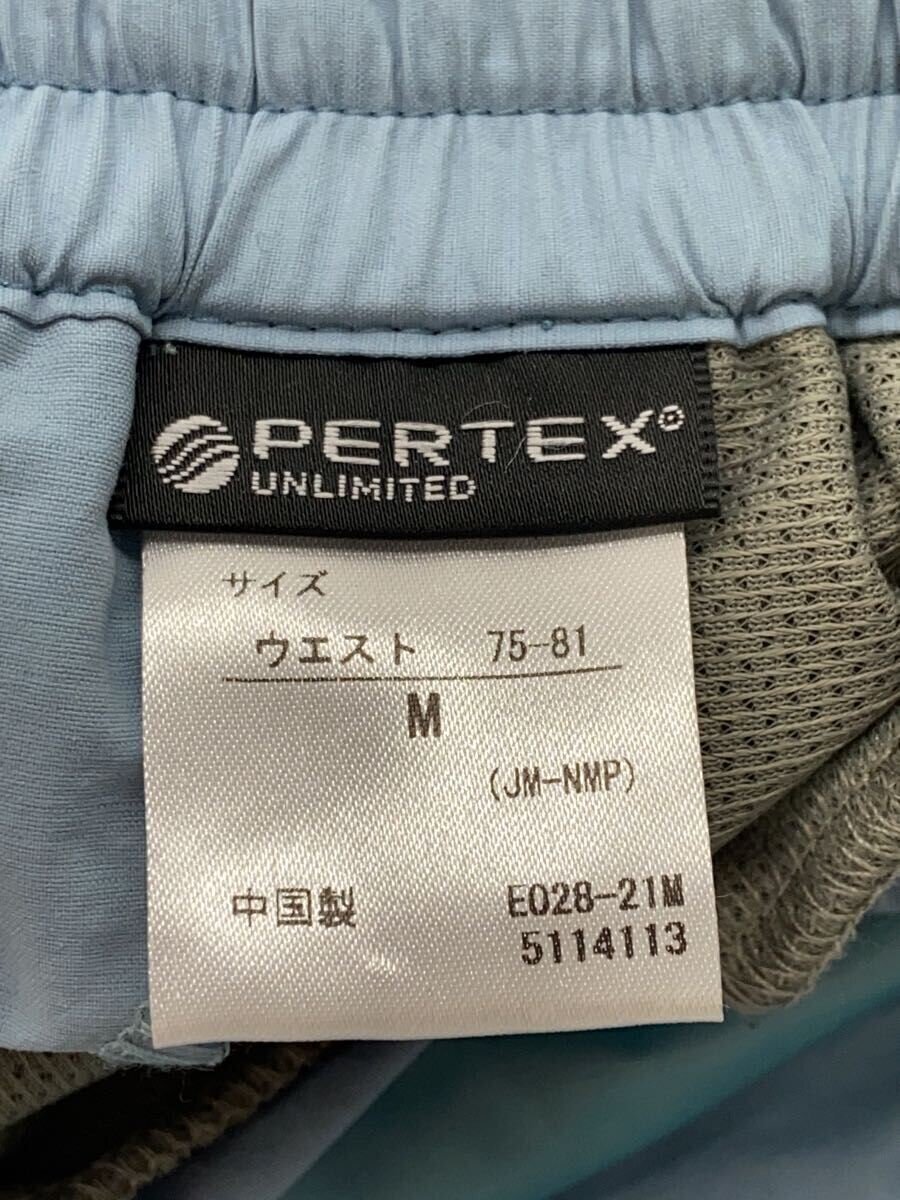 PERTEX®
UNLIMITED
サイズ
ウエスト 75-81
M
(JM-NMP)
中国製 E028-21M
5114113